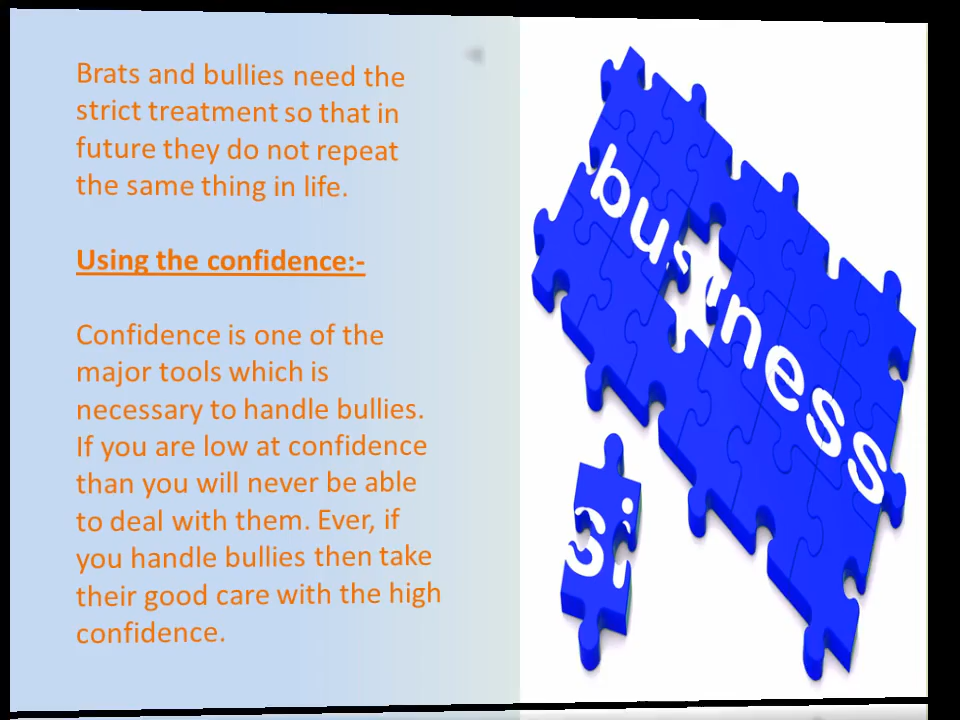 Brats and bullies need the
strict treatment so that in
future they do not repeat
the same thing in life.
Using the confidence:-
Confidence is one of the
major tools which is
necessary to handle bullies.
If you are low at confidence
than you will never be able
to deal with them. Ever, if
you handle bullies then take
their good care with the high
confidence.
business
si